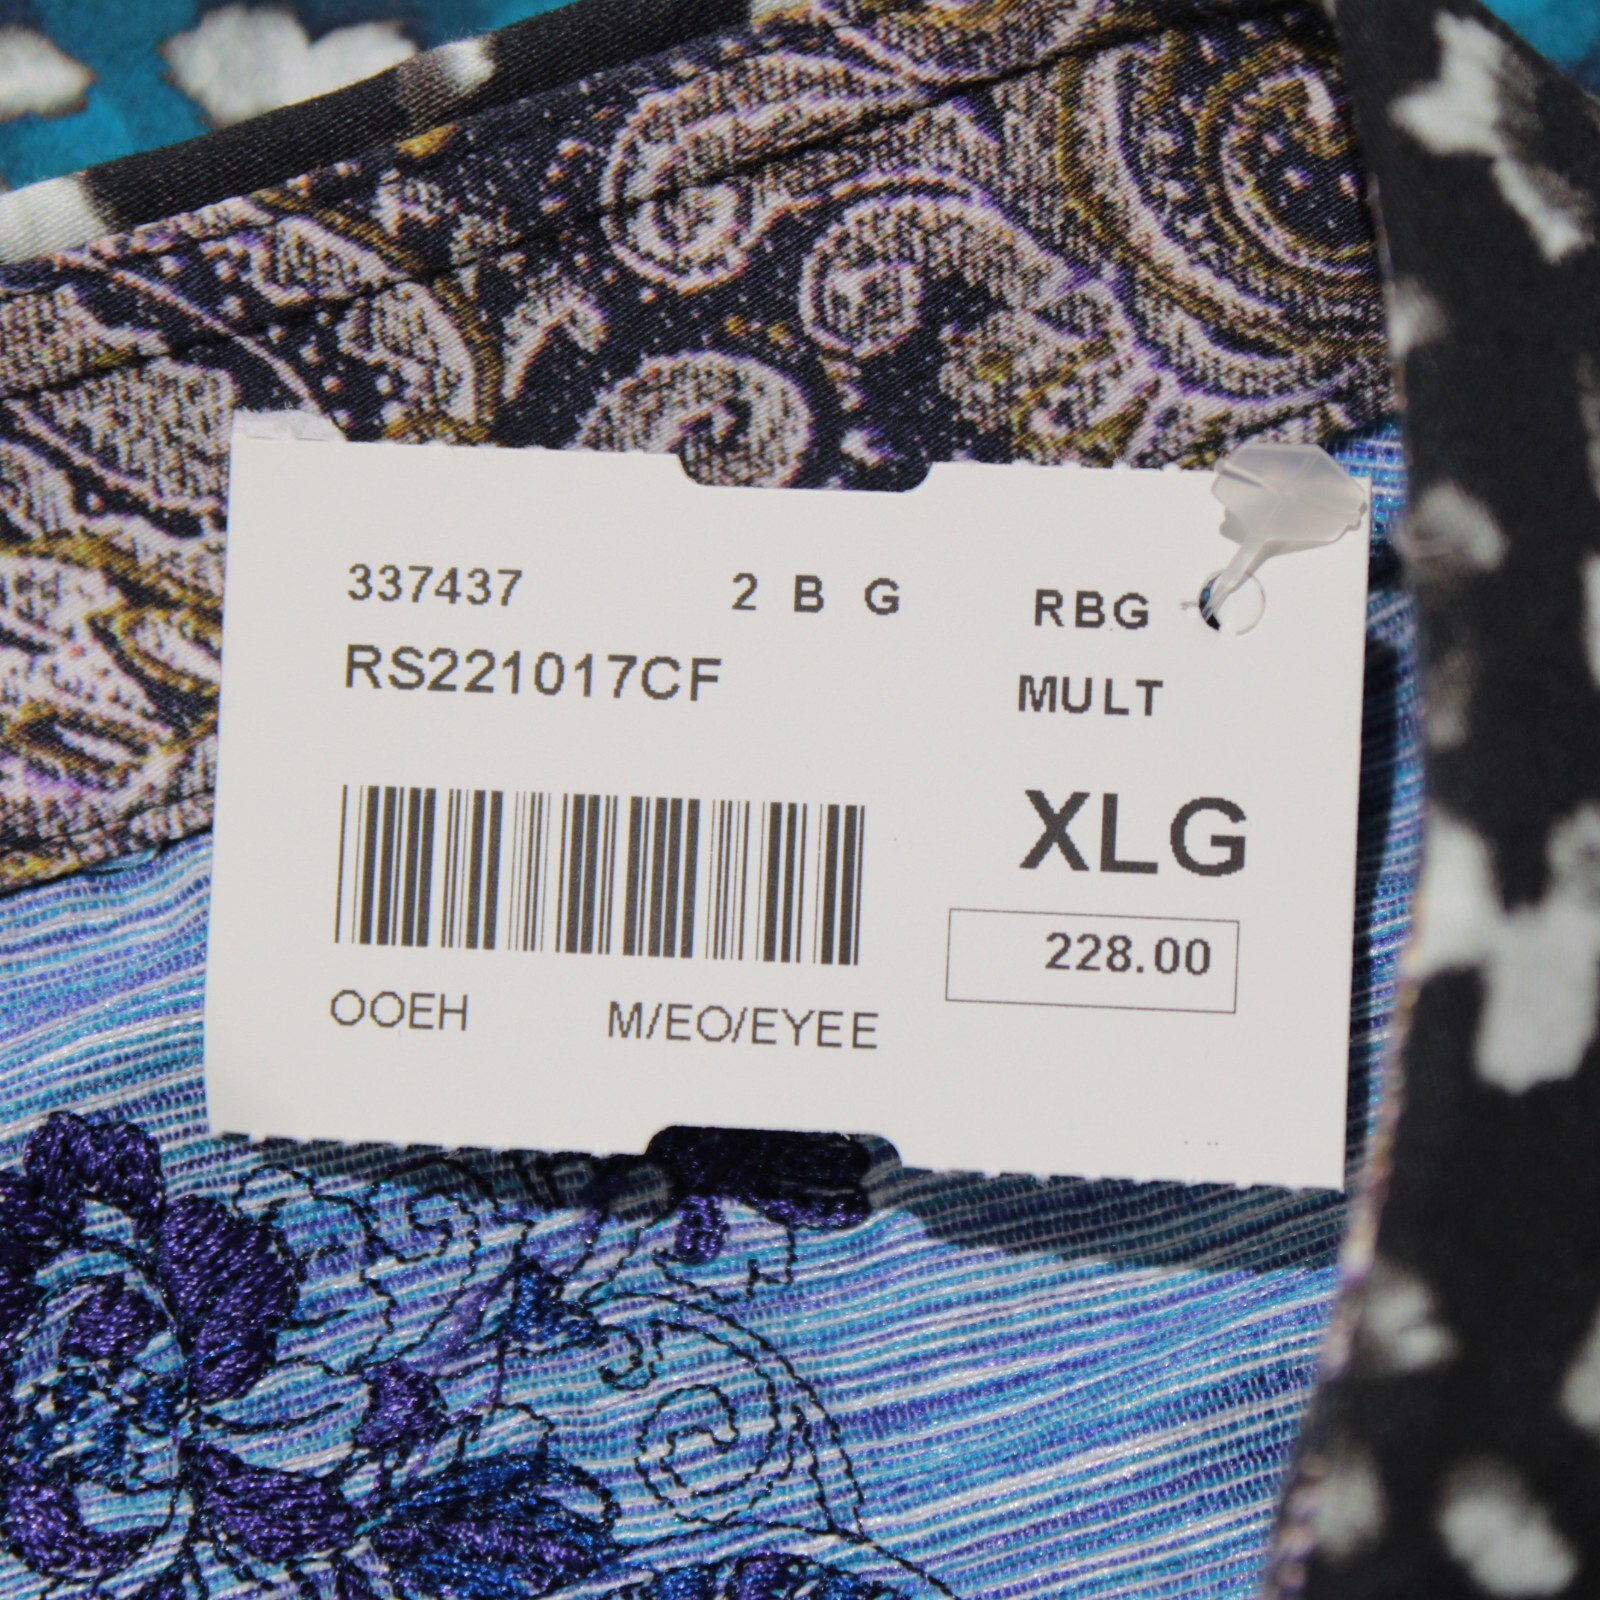 337437 2 B G RBG
RS221017CF MULT
XLG
228.00
OOEH M/EO/EYEE